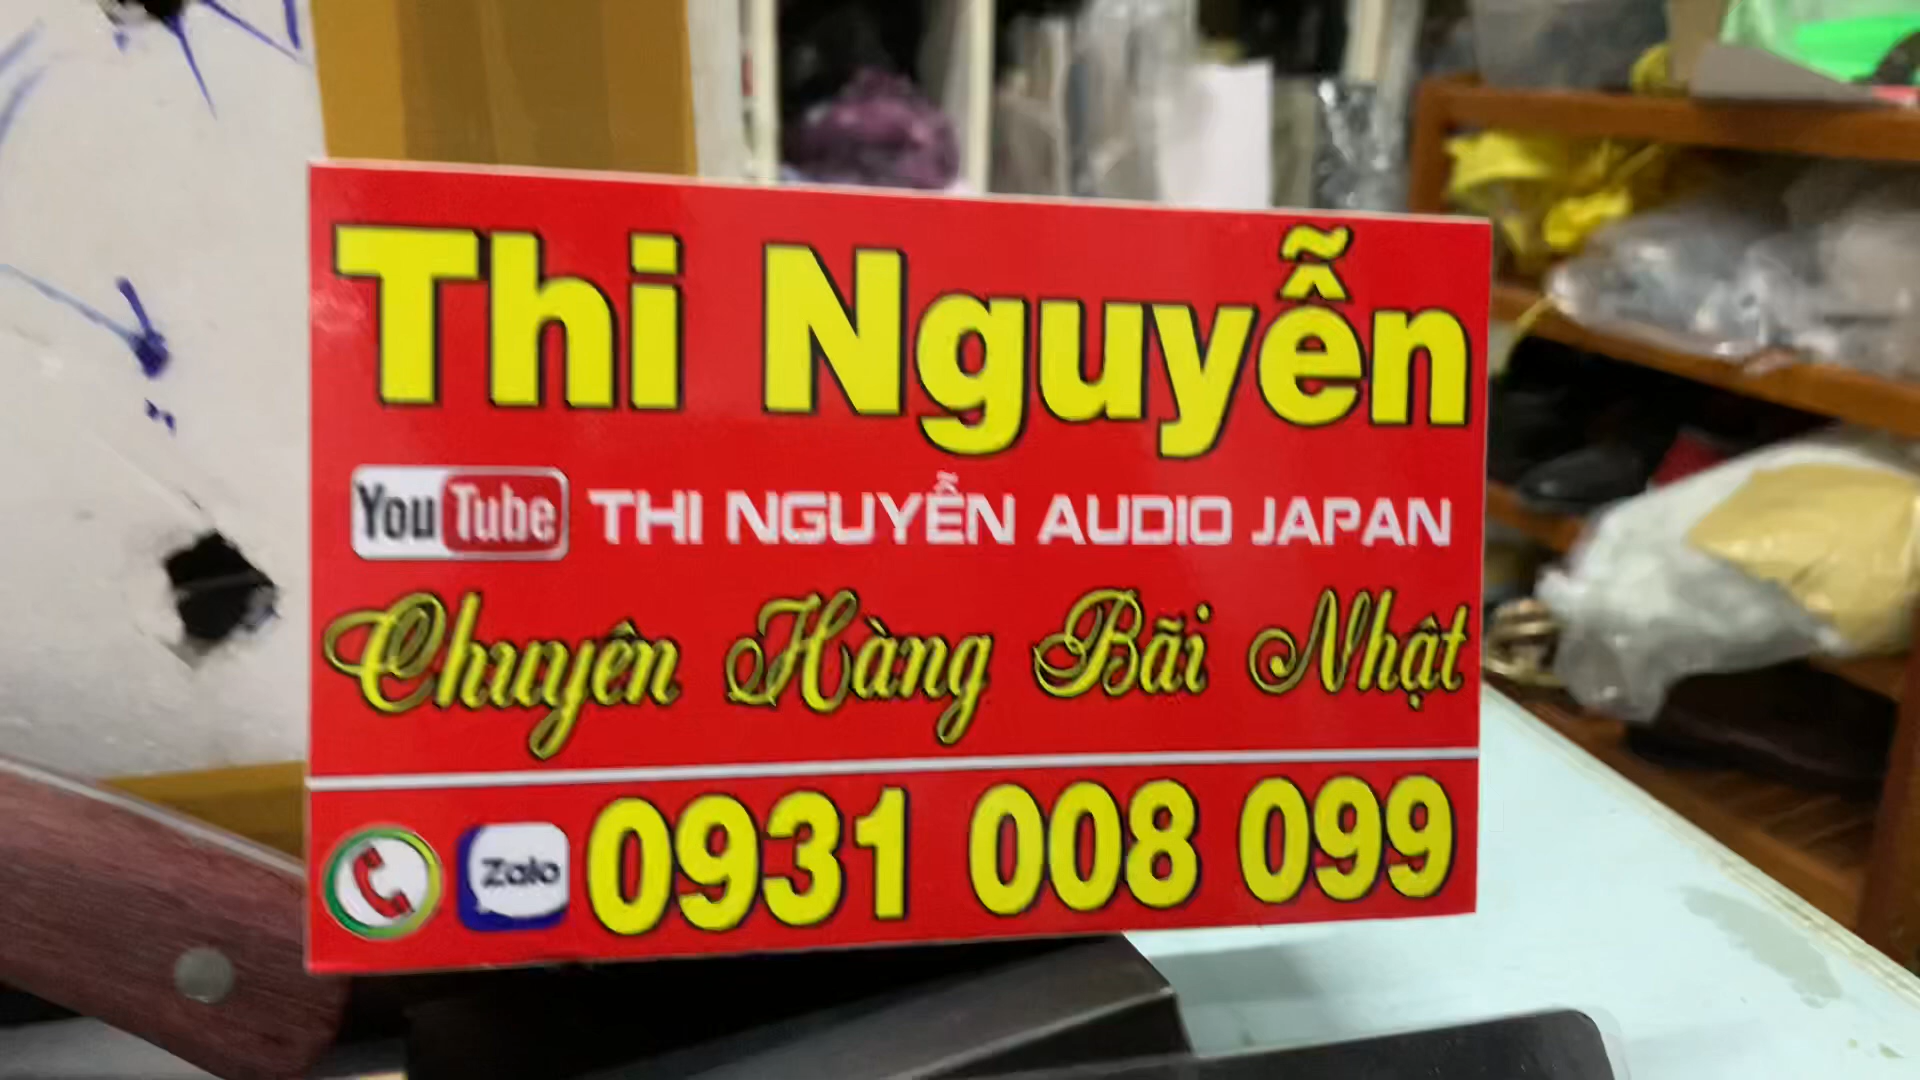 Thi Nguyễn
YouTube THI NGUYỄN AUDIO JAPAN
Chuyên Hàng Bãi Nhật
Zalo 0931 008 099